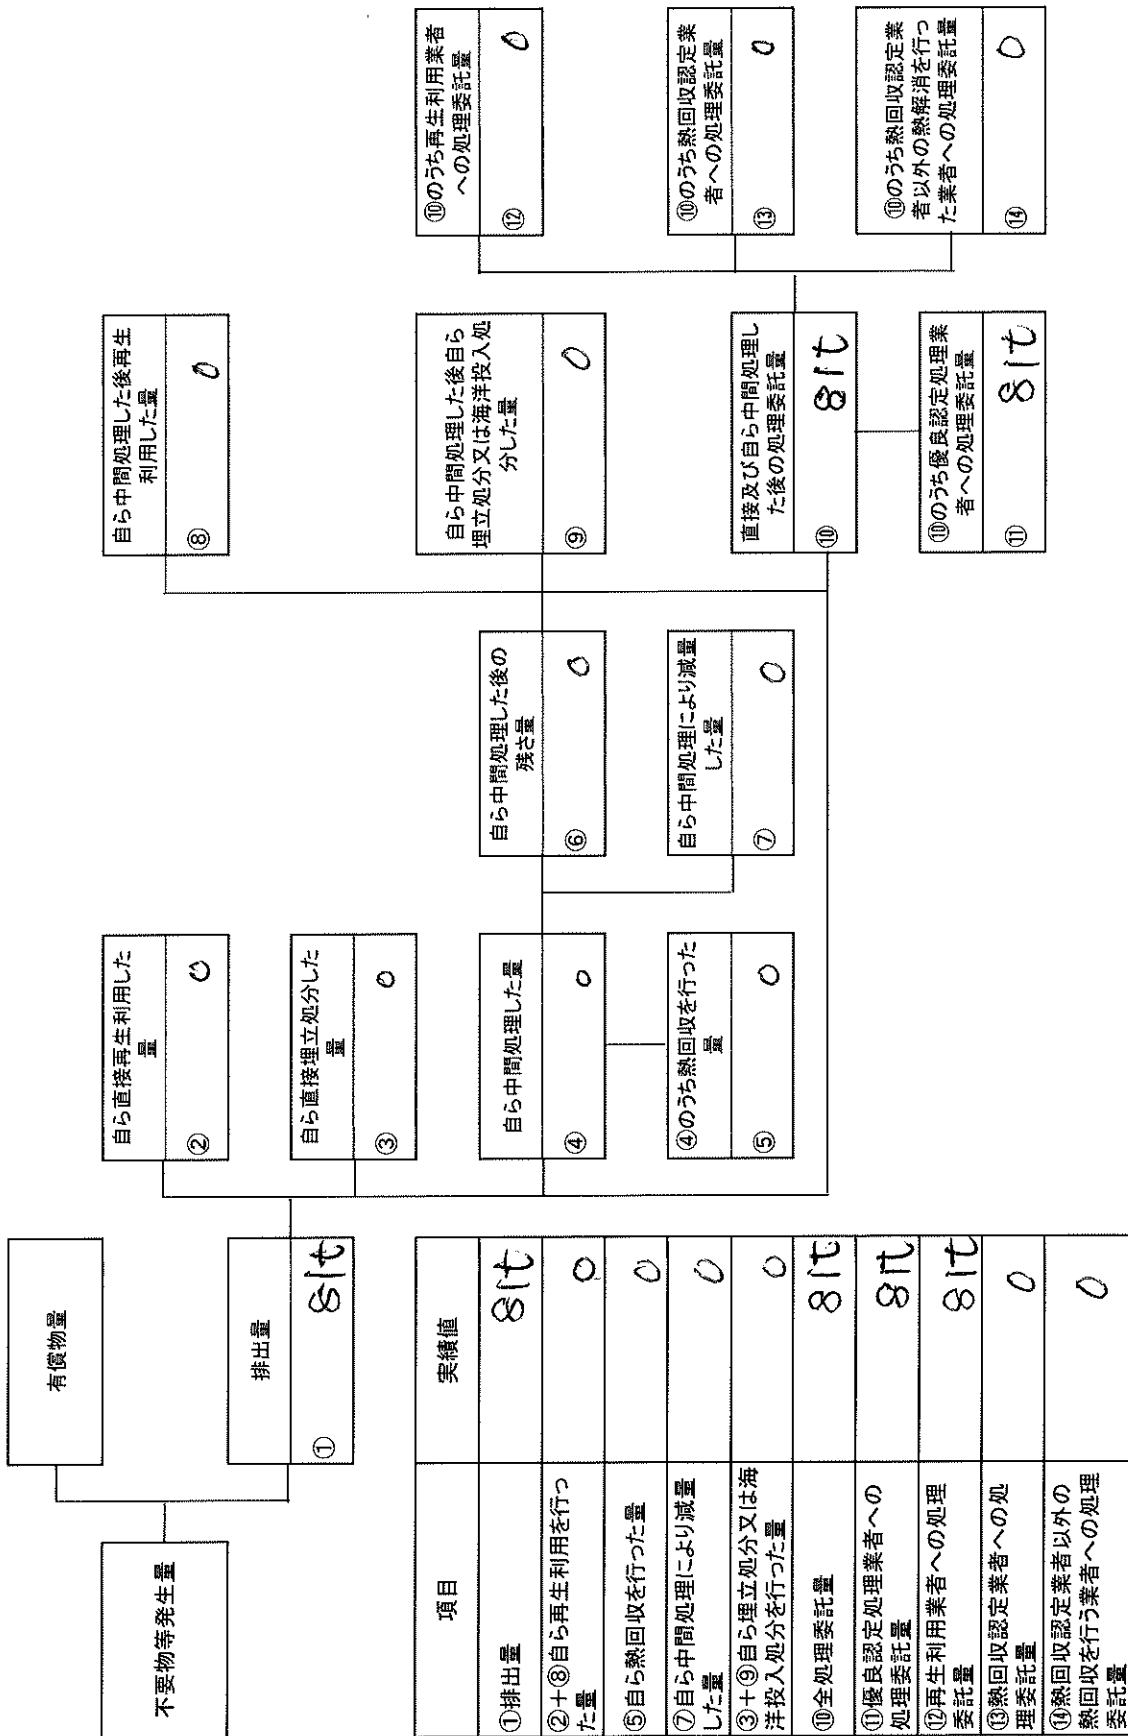 不要物等発生量
有償物量
排出量
① 81t
自ら直接再生利用した
量
② 0
自ら直接埋立処分した
量
③ 0
自ら中間処理した量
④ 0
④のうち熱回収を行った
量
⑤ 0
自ら中間処理した後の
残さ量
⑥ 0
自ら中間処理により減量
した量
⑦ 0
自ら中間処理した後再生
利用した量
⑧ 0
自ら中間処理した後自ら
埋立処分又は海洋投入処
分した量
⑨ 0
直接及び自ら中間処理し
た後の処理委託量
⑩ 81t
⑩のうち優良認定処理業
者への処理委託量
⑪ 81t
⑩のうち再生利用業者
への処理委託量
⑫ 0
⑩のうち熱回収認定業
者への処理委託量
⑬ 0
⑩のうち熱回収認定業
者以外の熱解消を行っ
た業者への処理委託量
⑭ 0
項目 実績値
①排出量 81t
②+⑧自ら再生利用を行っ
た量 0
⑤自ら熱回収を行った量 0
⑦自ら中間処理により減量
した量 0
③+⑨自ら埋立処分又は海
洋投入処分を行った量 0
⑩全処理委託量 81t
⑪優良認定処理業者への
処理委託量 81t
⑫再生利用業者への処理
委託量 81t
⑬熱回収認定業者への処
理委託量 0
⑭熱回収認定業者以外の
熱回収を行う業者への処理
委託量 0